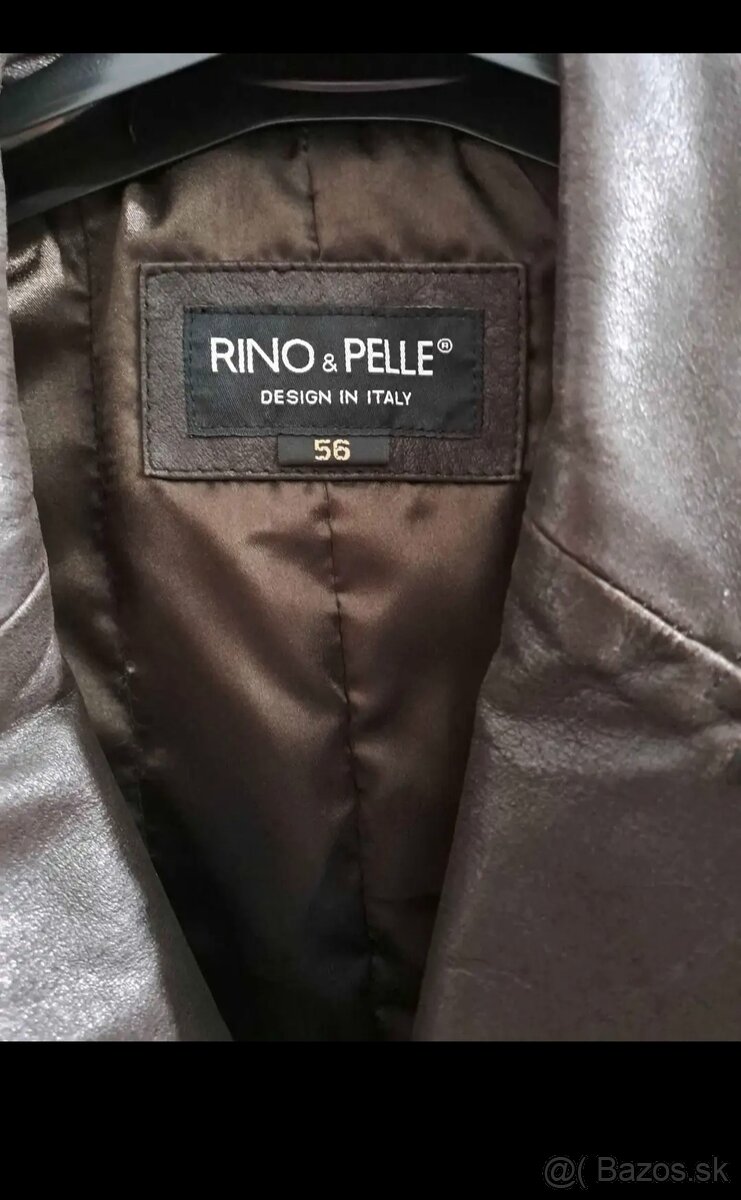 RINO & PELLE®
DESIGN IN ITALY
56
@( Bazos.sk